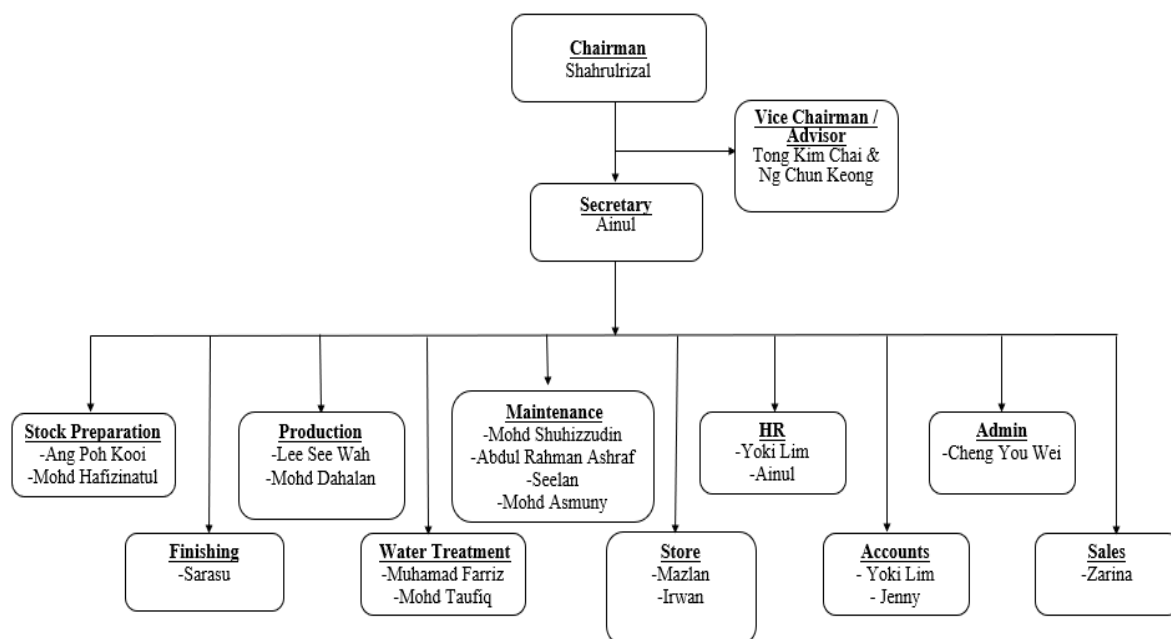 Chairman
Shahrulrizal
Vice Chairman /
Advisor
Tong Kim Chai &
Ng Chun Keong
Secretary
Ainul
Stock Preparation
-Ang Poh Kooi
-Mohd Hafizinatul
Finishing
-Sarasu
Production
-Lee See Wah
-Mohd Dahalan
Water Treatment
-Muhamad Farriz
-Mohd Taufiq
Maintenance
-Mohd Shuhizzudin
-Abdul Rahman Ashraf
-Seelan
-Mohd Asmuny
Store
-Mazlan
-Irwan
HR
-Yoki Lim
-Ainul
Accounts
- Yoki Lim
- Jenny
Admin
-Cheng You Wei
Sales
-Zarina